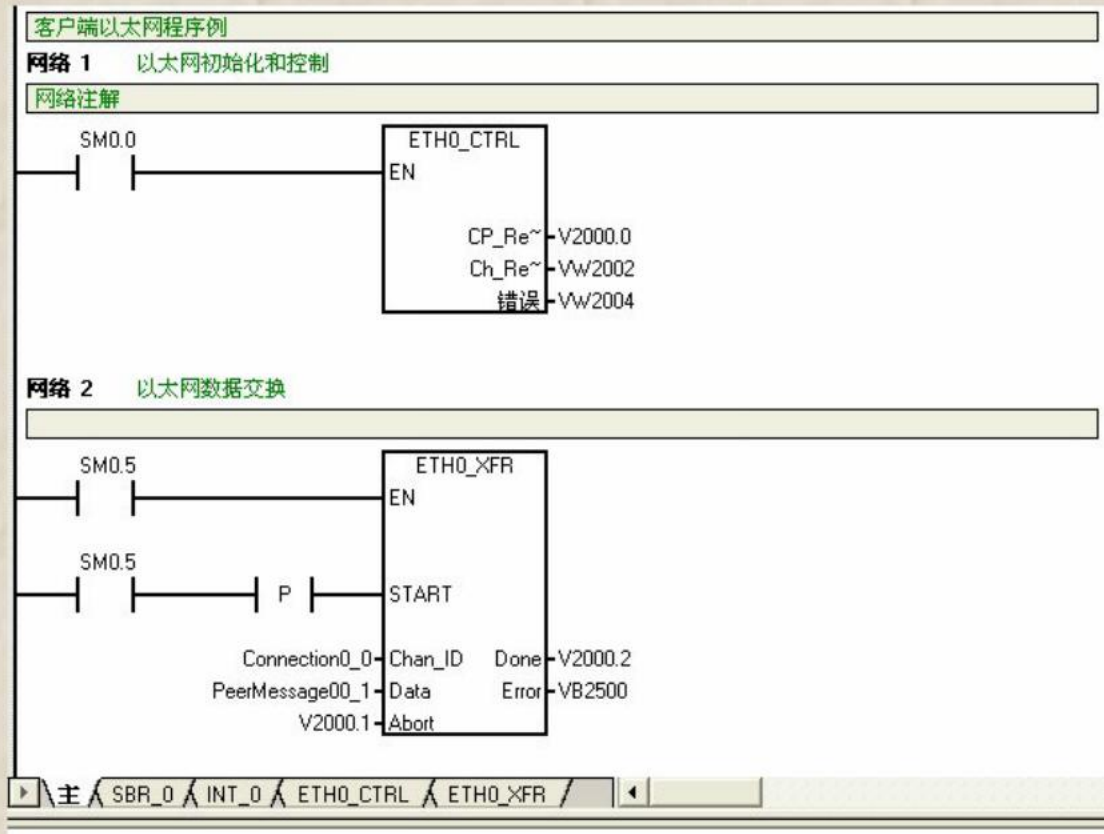 客户端以太网程序例
网络 1 以太网初始化和控制
网络注解
SM0.0
ETH0_CTRL
EN
CP_Re~ V2000.0
Ch_Re~ VW2002
错误 VW2004
网络 2 以太网数据交换
SM0.5
ETH0_XFR
EN
SM0.5
P
START
Connection0_0 Chan_ID Done V2000.2
PeerMessage00_1 Data Error VB2500
V2000.1 Abort
主 SBR_0 INT_0 ETH0_CTRL ETH0_XFR